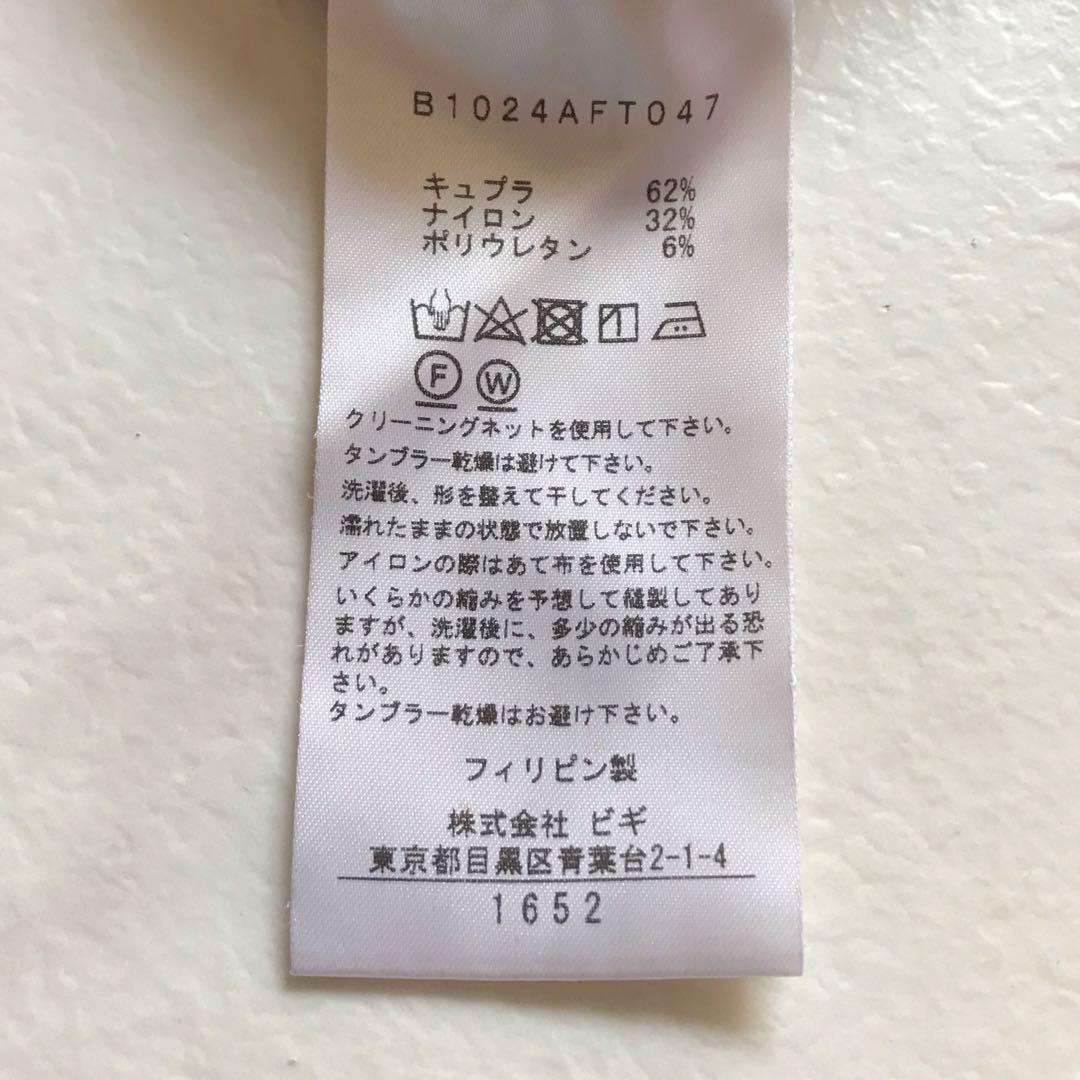 B1024AFT047
キュプラ 62%
ナイロン 32%
ポリウレタン 6%
F W
クリーニングネットを使用して下さい。
タンブラー乾燥は避けて下さい。
洗濯後、形を整えて干してください。
濡れたままの状態で放置しないで下さい。
アイロンの際はあて布を使用して下さい。
いくらかの縮みを予想して縫製してあり
ますが、洗濯後に、多少の縮みが出る恐
れがありますので、あらかじめご了承下
さい。
タンブラー乾燥はお避け下さい。
フィリピン製
株式会社 ビギ
東京都目黒区青葉台2-1-4
1652